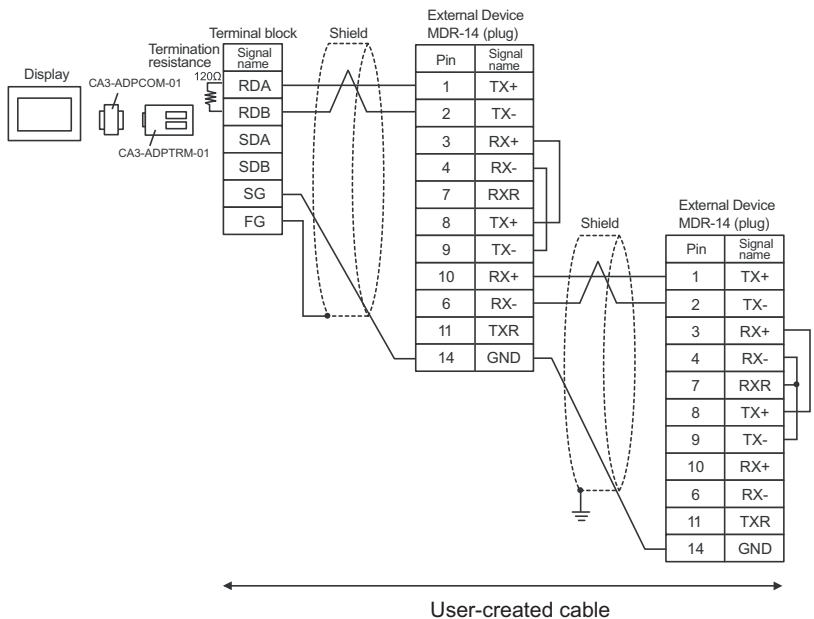 Display
CA3-ADPCOM-01
CA3-ADPTRM-01
Termination
resistance
120Ω
Terminal block
Signal
name
RDA
RDB
SDA
SDB
SG
FG
Shield
External Device
MDR-14 (plug)
Pin Signal
name
1 TX+
2 TX-
3 RX+
4 RX-
7 RXR
8 TX+
9 TX-
10 RX+
6 RX-
11 TXR
14 GND
Shield
External Device
MDR-14 (plug)
Pin Signal
name
1 TX+
2 TX-
3 RX+
4 RX-
7 RXR
8 TX+
9 TX-
10 RX+
6 RX-
11 TXR
14 GND
User-created cable